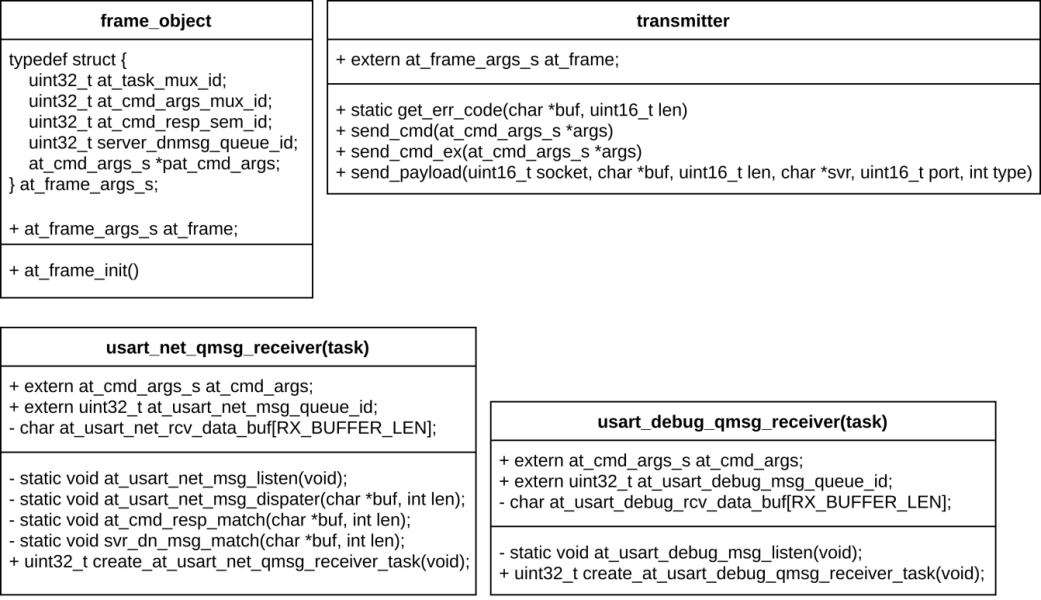 frame_object
typedef struct {
uint32_t at_task_mux_id;
uint32_t at_cmd_args_mux_id;
uint32_t at_cmd_resp_sem_id;
uint32_t server_dnmsg_queue_id;
at_cmd_args_s *pat_cmd_args;
} at_frame_args_s;
+ at_frame_args_s at_frame;
+ at_frame_init()
transmitter
+ extern at_frame_args_s at_frame;
+ static get_err_code(char *buf, uint16_t len)
+ send_cmd(at_cmd_args_s *args)
+ send_cmd_ex(at_cmd_args_s *args)
+ send_payload(uint16_t socket, char *buf, uint16_t len, char *svr, uint16_t port, int type)
usart_net_qmsg_receiver(task)
+ extern at_cmd_args_s at_cmd_args;
+ extern uint32_t at_usart_net_msg_queue_id;
- char at_usart_net_rcv_data_buf[RX_BUFFER_LEN];
- static void at_usart_net_msg_listen(void);
- static void at_usart_net_msg_dispater(char *buf, int len);
- static void at_cmd_resp_match(char *buf, int len);
- static void svr_dn_msg_match(char *buf, int len);
+ uint32_t create_at_usart_net_qmsg_receiver_task(void);
usart_debug_qmsg_receiver(task)
+ extern at_cmd_args_s at_cmd_args;
+ extern uint32_t at_usart_debug_msg_queue_id;
- char at_usart_debug_rcv_data_buf[RX_BUFFER_LEN];
- static void at_usart_debug_msg_listen(void);
+ uint32_t create_at_usart_debug_qmsg_receiver_task(void);